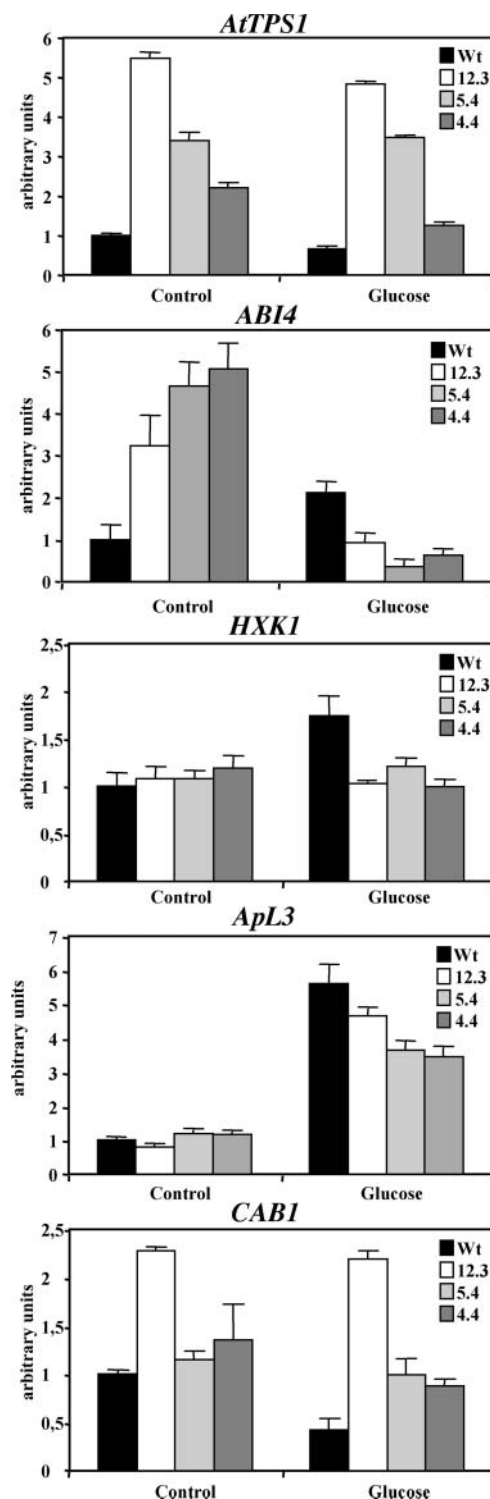 AtTPS1
6
5
4
3
2
1
0
arbitrary units
Wt
12.3
5.4
4.4
Control Glucose
ABI4
6
5
4
3
2
1
0
arbitrary units
Wt
12.3
5.4
4.4
Control Glucose
HXK1
2,5
2
1,5
1
0,5
0
arbitrary units
Wt
12.3
5.4
4.4
Control Glucose
ApL3
7
6
5
4
3
2
1
0
arbitrary units
Wt
12.3
5.4
4.4
Control Glucose
CAB1
2,5
2
1,5
1
0,5
0
arbitrary units
Wt
12.3
5.4
4.4
Control Glucose